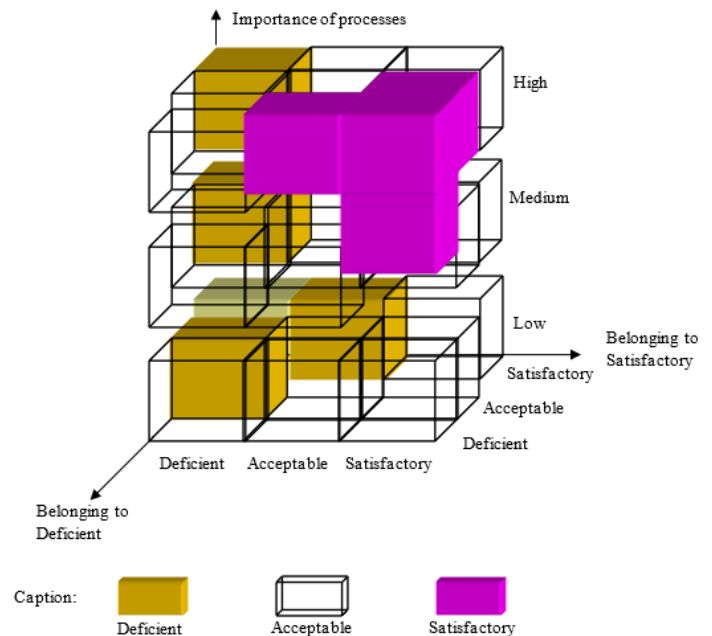 Importance of processes
High
Medium
Low
Belonging to
Satisfactory
Satisfactory
Acceptable
Deficient
Deficient
Acceptable
Satisfactory
Belonging to
Deficient
Caption:
Deficient
Acceptable
Satisfactory